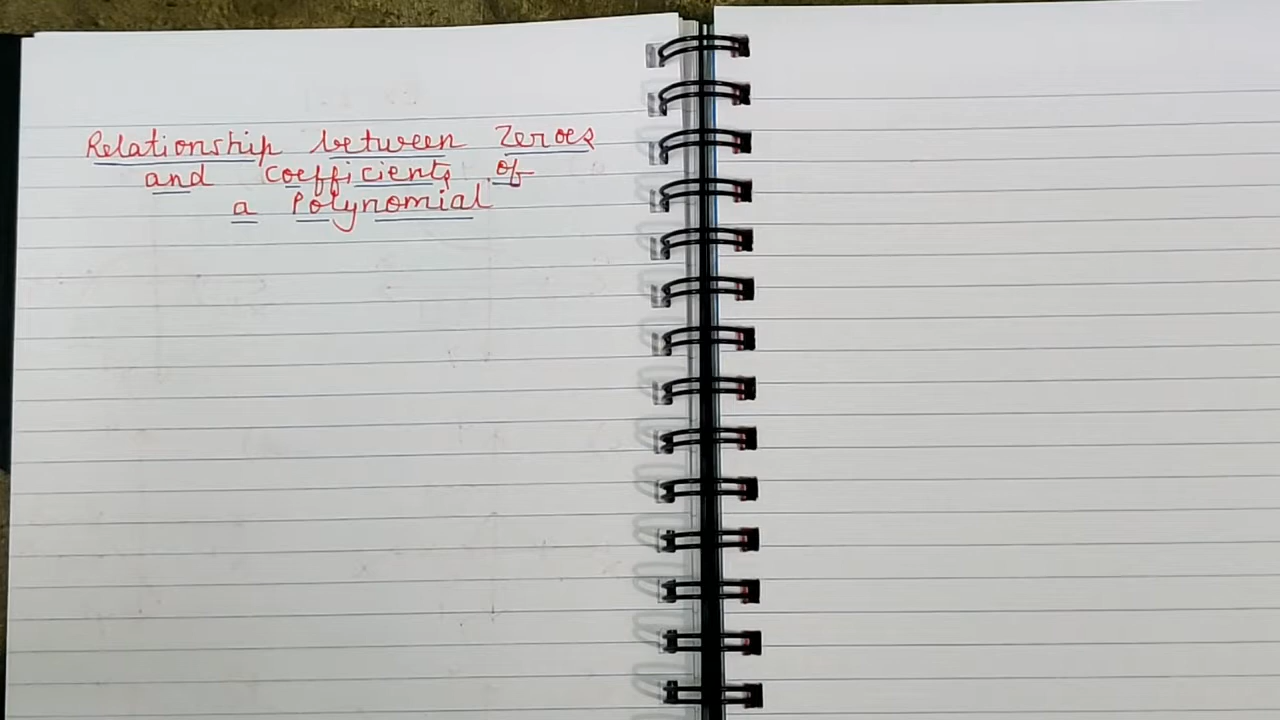 Relationship between Zeroes
and coefficients of
a Polynomial